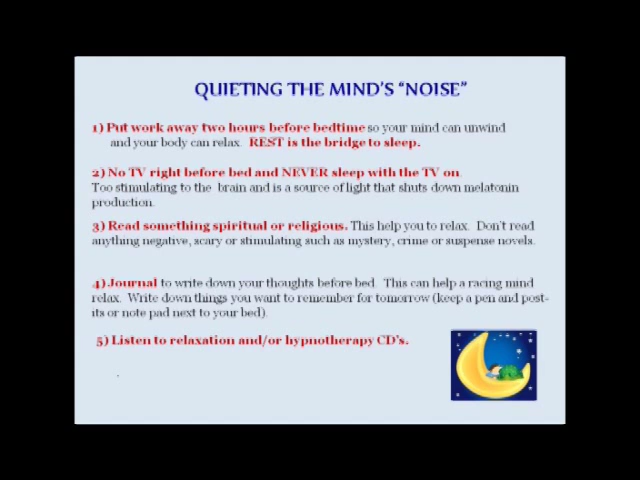 QUIETING THE MIND'S "NOISE"
1) Put work away two hours before bedtime so your mind can unwind
and your body can relax. REST is the bridge to sleep.
2) No TV right before bed and NEVER sleep with the TV on.
Too stimulating to the brain and is a source of light that shuts down melatonin
production.
3) Read something spiritual or religious. This help you to relax. Don't read
anything negative, scary or stimulating such as mystery, crime or suspense novels.
4) Journal to write down your thoughts before bed. This can help a racing mind
relax. Write down things you want to remember for tomorrow (keep a pen and post-
its or note pad next to your bed).
5) Listen to relaxation and/or hypnotherapy CD's.
.